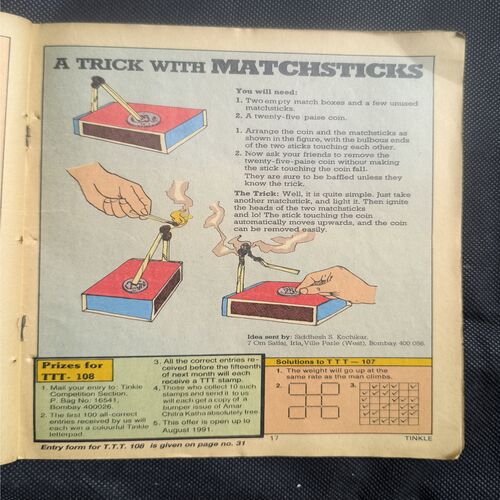 A TRICK WITH MATCHSTICKS
You will need:
1. Two empty match boxes and a few unused
matchsticks.
2. A twenty-five paise coin.
1. Arrange the coin and the matchsticks as
shown in the figure, with the bulbous ends
of the two sticks touching each other.
2. Now ask your friends to remove the
twenty-five-paise coin withour making
the stick touching the coin fall.
They are sure to be baffled unless they
know the trick.
The Trick: Well, it is quite simple. Just take
another matchstick, and light it. Then ignite
the heads of the two matchsticks
and lo! The stick touching the coin
automatically moves upwards, and the coin
can be removed easily.
Idea sent by: Siddhesh S. Kochikar,
7 Om Satlaj, Irla, Ville Parle (West), Bombay 400 056.
Prizes for
TTT- 108
1. Mail your entry to: Tinkle
Competition Section,
P. Bag No. 16541,
Bombay 400026.
2. The first 100 all-correct
entries received by us will
each win a colourful Tinkle
letterpad.
3. All the correct entries re-
ceived before the fifteenth
of next month will each
receive a TTT stamp.
4. Those who collect 10 such
stamps and send it to us
will each get a copy of a
bumper issue of Amar
Chitra Katha absolutely free.
5. This offer is open up to
August 1991.
Solutions to T T T — 107
1. The weight will go up at the
same rate as the man climbs.
2.
3.
Entry form for T.T.T. 108 is given on page no. 31
17
TINKLE